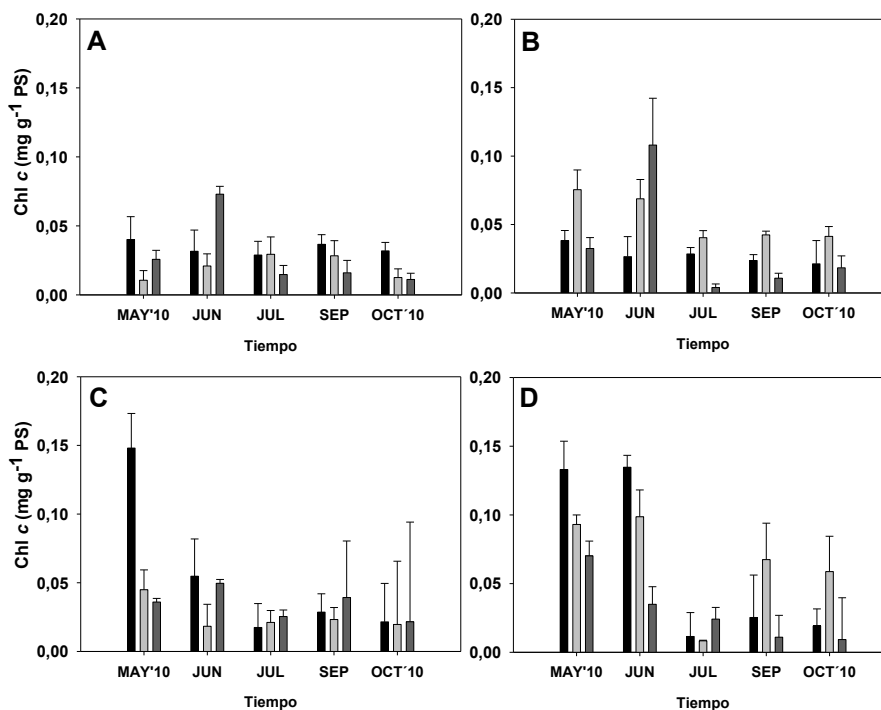 A
Chl c (mg g-1 PS)
0,20
0,15
0,10
0,05
0,00
MAY'10 JUN JUL SEP OCT´10
Tiempo
B
0,20
0,15
0,10
0,05
0,00
MAY'10 JUN JUL SEP OCT´10
Tiempo
C
Chl c (mg g-1 PS)
0,20
0,15
0,10
0,05
0,00
MAY'10 JUN JUL SEP OCT´10
Tiempo
D
0,20
0,15
0,10
0,05
0,00
MAY'10 JUN JUL SEP OCT´10
Tiempo